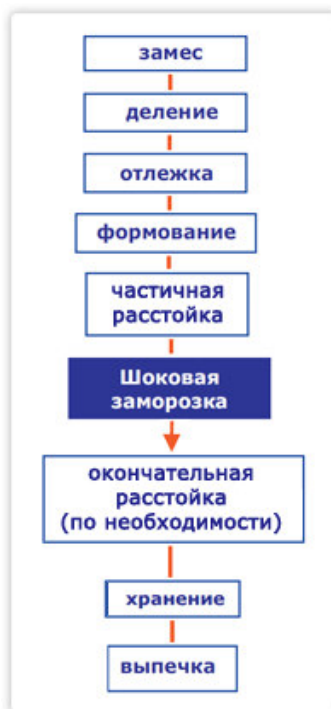 замес
деление
отлежка
формование
частичная
расстойка
Шоковая
заморозка
окончательная
расстойка
(по необходимости)
хранение
выпечка